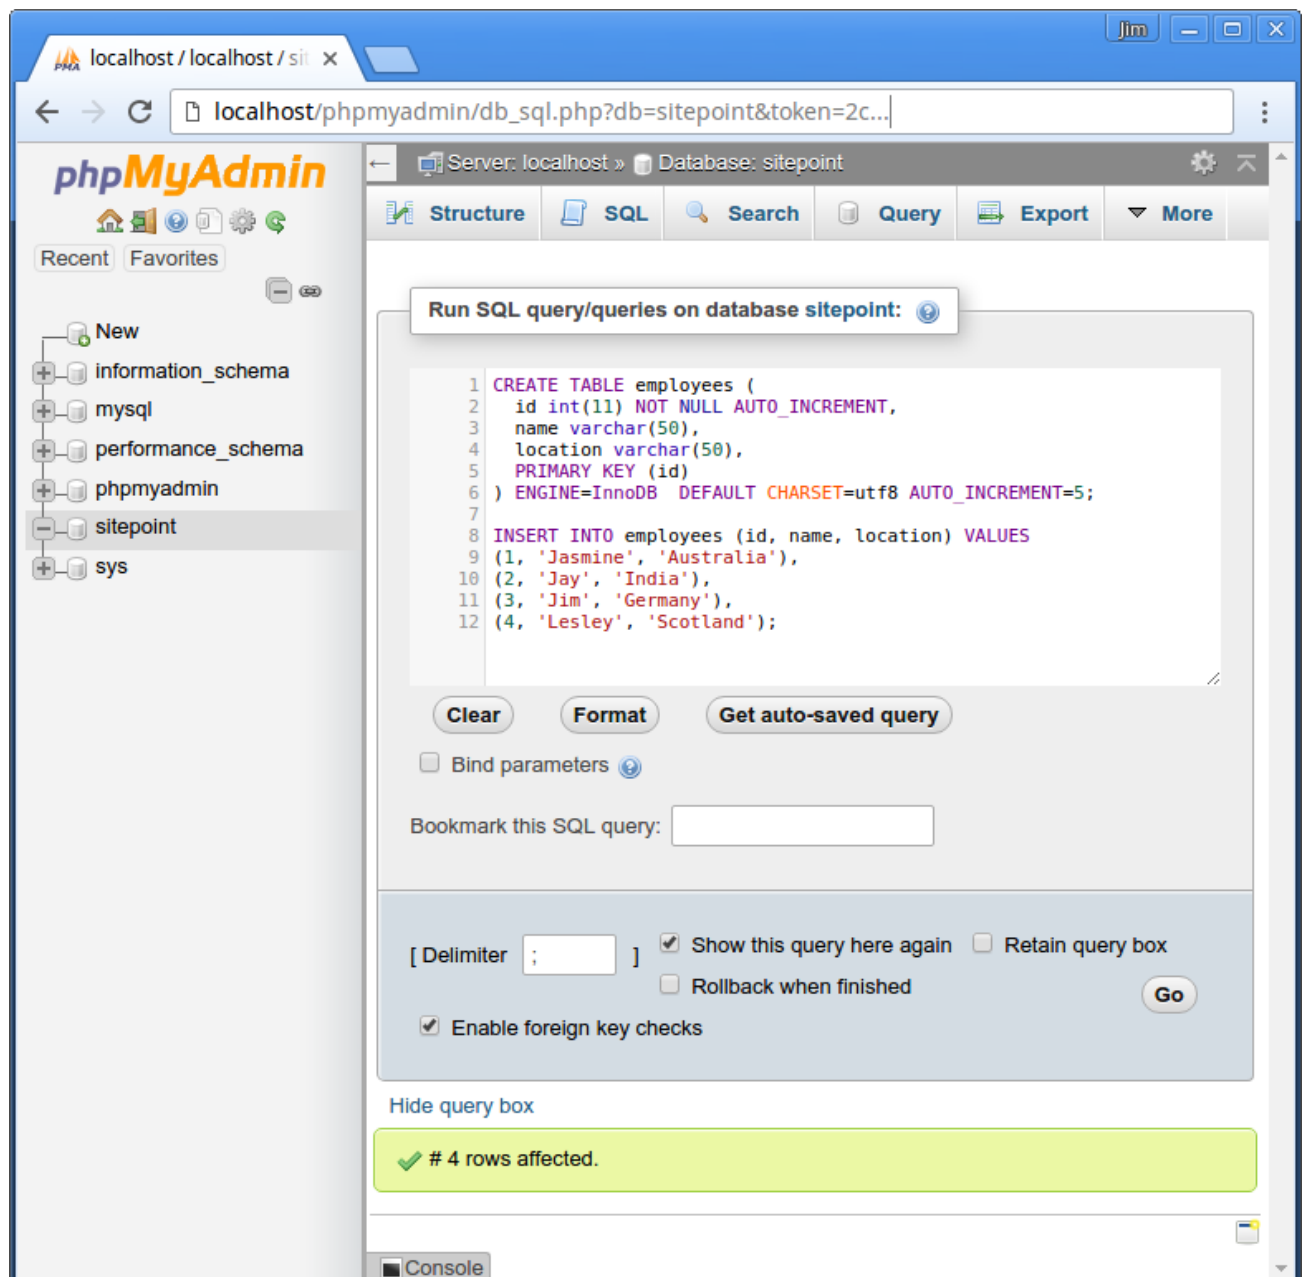 Jim
localhost / localhost / sit
localhost/phpmyadmin/db_sql.php?db=sitepoint&token=2c...
phpMyAdmin
Recent Favorites
New
information_schema
mysql
performance_schema
phpmyadmin
sitepoint
sys
Server: localhost » Database: sitepoint
Structure SQL Search Query Export More
Run SQL query/queries on database sitepoint:
1 CREATE TABLE employees (
2   id int(11) NOT NULL AUTO_INCREMENT,
3   name varchar(50),
4   location varchar(50),
5   PRIMARY KEY (id)
6 ) ENGINE=InnoDB  DEFAULT CHARSET=utf8 AUTO_INCREMENT=5;
7
8 INSERT INTO employees (id, name, location) VALUES
9 (1, 'Jasmine', 'Australia'),
10 (2, 'Jay', 'India'),
11 (3, 'Jim', 'Germany'),
12 (4, 'Lesley', 'Scotland');
Clear Format Get auto-saved query
Bind parameters
Bookmark this SQL query:
[ Delimiter ; ] Show this query here again Retain query box
Rollback when finished
Go
Enable foreign key checks
Hide query box
# 4 rows affected.
Console